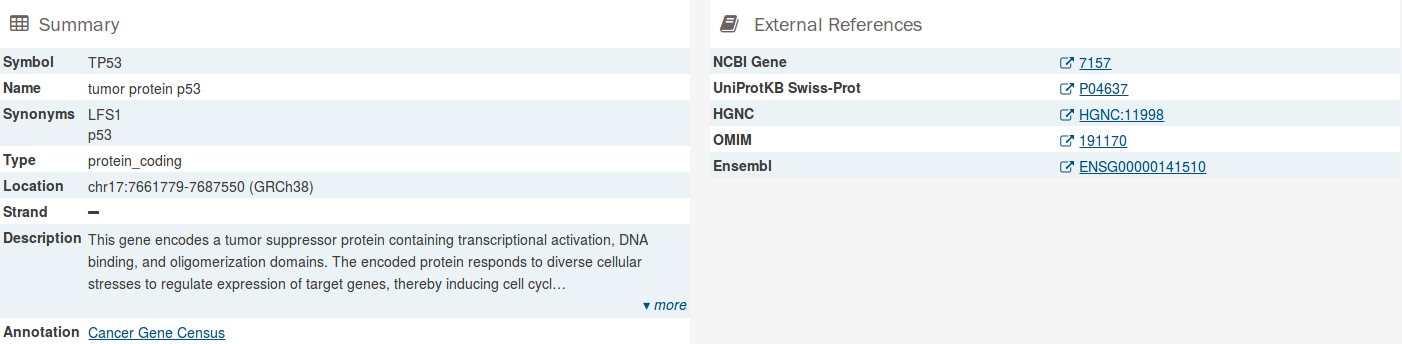 Summary
Symbol TP53
Name tumor protein p53
Synonyms LFS1
p53
Type protein_coding
Location chr17:7661779-7687550 (GRCh38)
Strand –
Description This gene encodes a tumor suppressor protein containing transcriptional activation, DNA
binding, and oligomerization domains. The encoded protein responds to diverse cellular
stresses to regulate expression of target genes, thereby inducing cell cycl…
▾ more
Annotation Cancer Gene Census
External References
NCBI Gene 7157
UniProtKB Swiss-Prot P04637
HGNC HGNC:11998
OMIM 191170
Ensembl ENSG00000141510